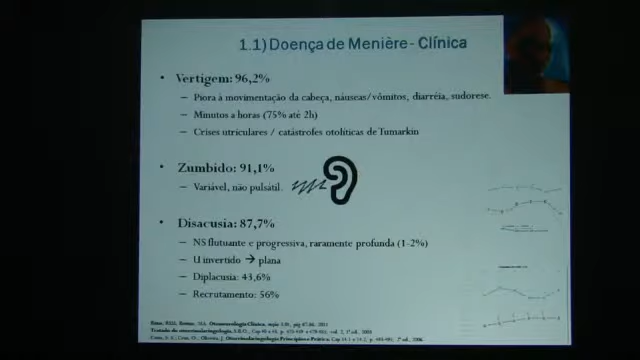 1.1) Doença de Menière - Clínica
• Vertigem: 96,2%
– Piora à movimentação da cabeça, náuseas/vômitos, diarréia, sudorese.
– Minutos a horas (75% até 2h)
– Crises utriculares / catástrofes otolíticas de Tumarkin
• Zumbido: 91,1%
– Variável, não pulsátil.
• Disacusia: 87,7%
– NS flutuante e progressiva, raramente profunda (1-2%)
– U invertido → plana
– Diplacusia: 43,6%
– Recrutamento: 56%